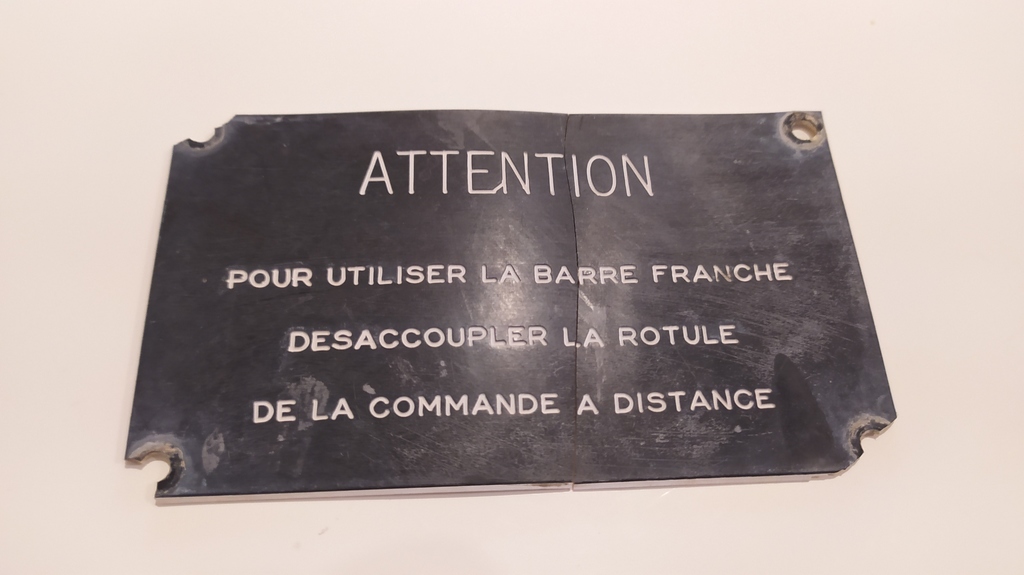 ATTENTION
POUR UTILISER LA BARRE FRANCHE
DESACCOUPLER LA ROTULE
DE LA COMMANDE A DISTANCE